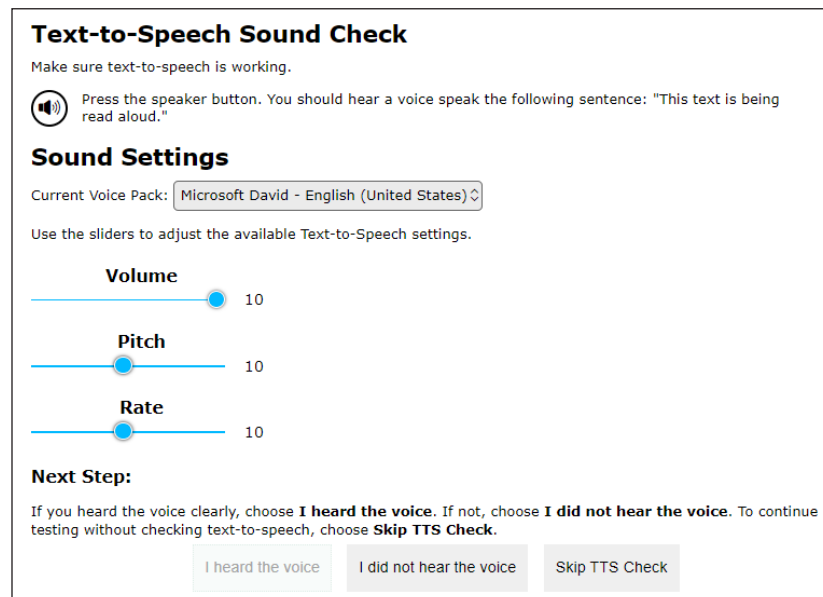 Text-to-Speech Sound Check
Make sure text-to-speech is working.
Press the speaker button. You should hear a voice speak the following sentence: "This text is being
read aloud."
Sound Settings
Current Voice Pack: Microsoft David - English (United States)
Use the sliders to adjust the available Text-to-Speech settings.
Volume
10
Pitch
10
Rate
10
Next Step:
If you heard the voice clearly, choose I heard the voice. If not, choose I did not hear the voice. To continue
testing without checking text-to-speech, choose Skip TTS Check.
I heard the voice I did not hear the voice Skip TTS Check